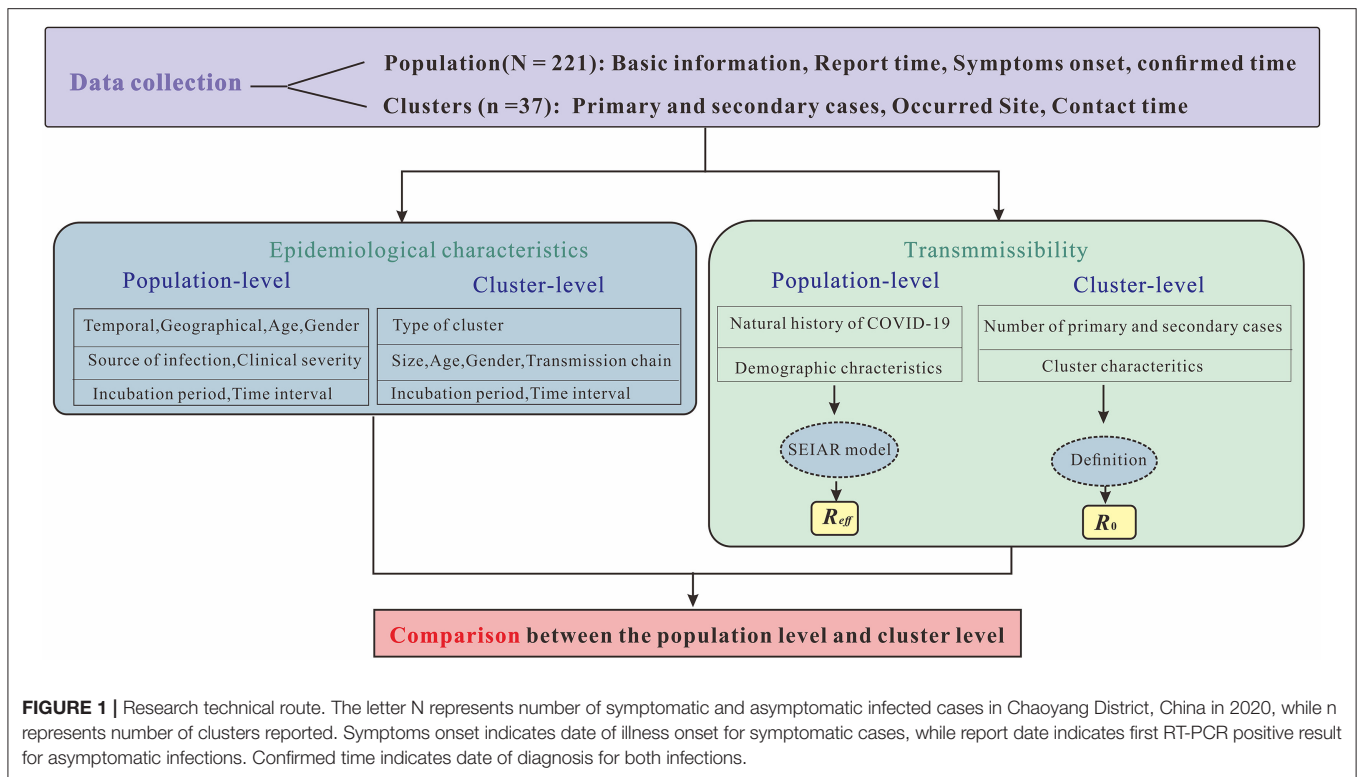 Data collection
Population(N = 221): Basic information, Report time, Symptoms onset, confirmed time
Clusters (n =37): Primary and secondary cases, Occurred Site, Contact time
Epidemiological characteristics
Population-level
Cluster-level
Temporal,Geographical,Age,Gender
Source of infection,Clinical severity
Incubation period,Time interval
Type of cluster
Size,Age,Gender,Transmission chain
Incubation period,Time interval
Transmmissibility
Population-level
Cluster-level
Natural history of COVID-19
Demographic chracteristics
Number of primary and secondary cases
Cluster characteritics
SEIAR model
Definition
Reff
R0
Comparison between the population level and cluster level
FIGURE 1 | Research technical route. The letter N represents number of symptomatic and asymptomatic infected cases in Chaoyang District, China in 2020, while n
represents number of clusters reported. Symptoms onset indicates date of illness onset for symptomatic cases, while report date indicates first RT-PCR positive result
for asymptomatic infections. Confirmed time indicates date of diagnosis for both infections.